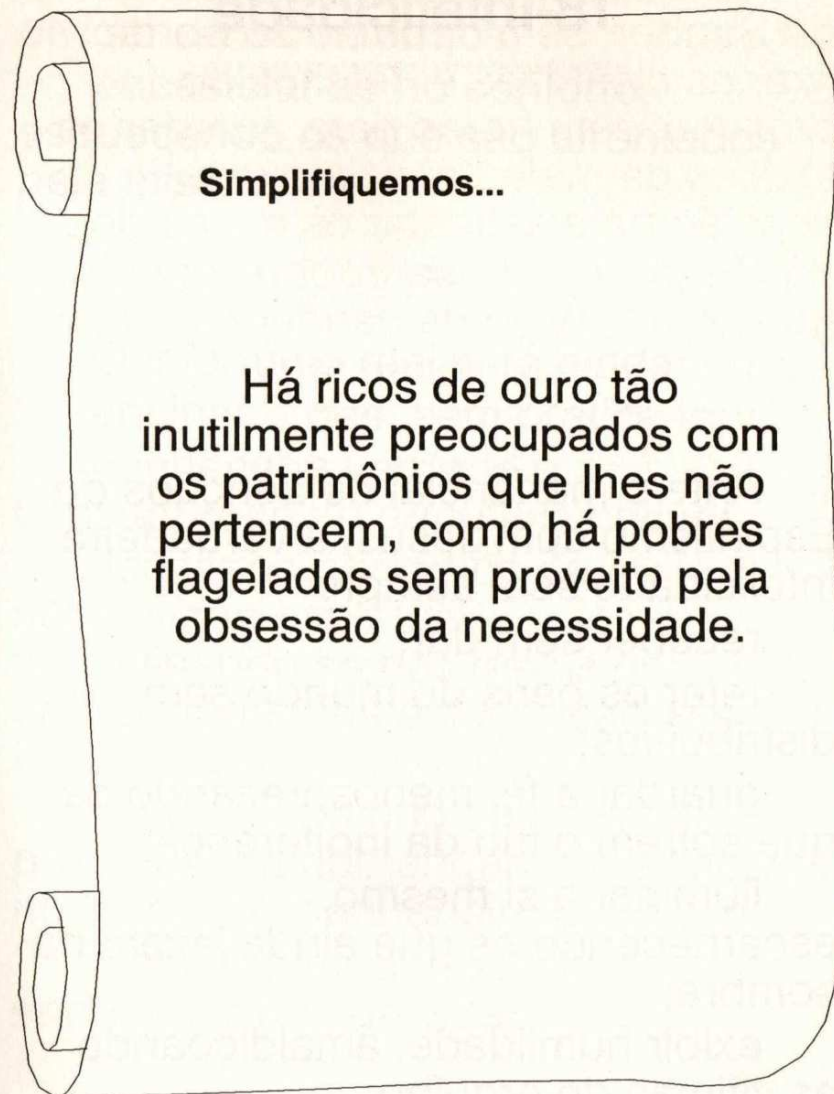 Simplifiquemos...
Há ricos de ouro tão
inutilmente preocupados com
os patrimônios que lhes não
pertencem, como há pobres
flagelados sem proveito pela
obsessão da necessidade.